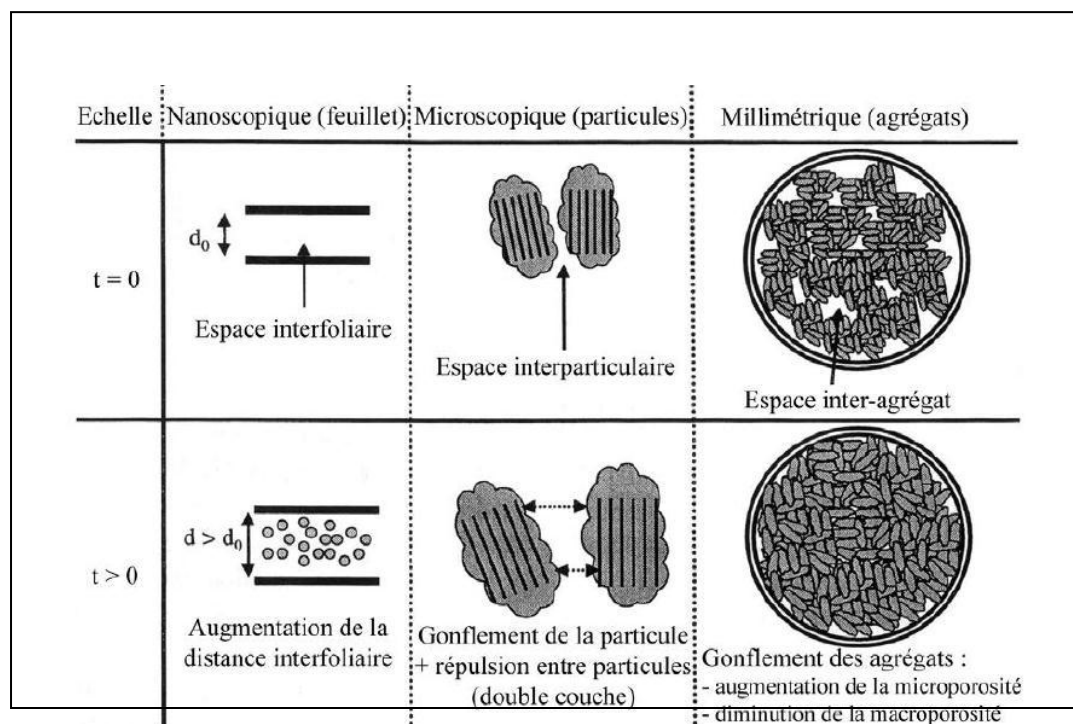 Echelle Nanoscopique (feuillet) Microscopique (particules) Millimétrique (agrégats)
t = 0
d₀
Espace interfoliaire
Espace interparticulaire
Espace inter-agrégat
t > 0
d > d₀
Augmentation de la
distance interfoliaire
Gonflement de la particule
+ répulsion entre particules
(double couche)
Gonflement des agrégats :
- augmentation de la microporosité
- diminution de la macroporosité